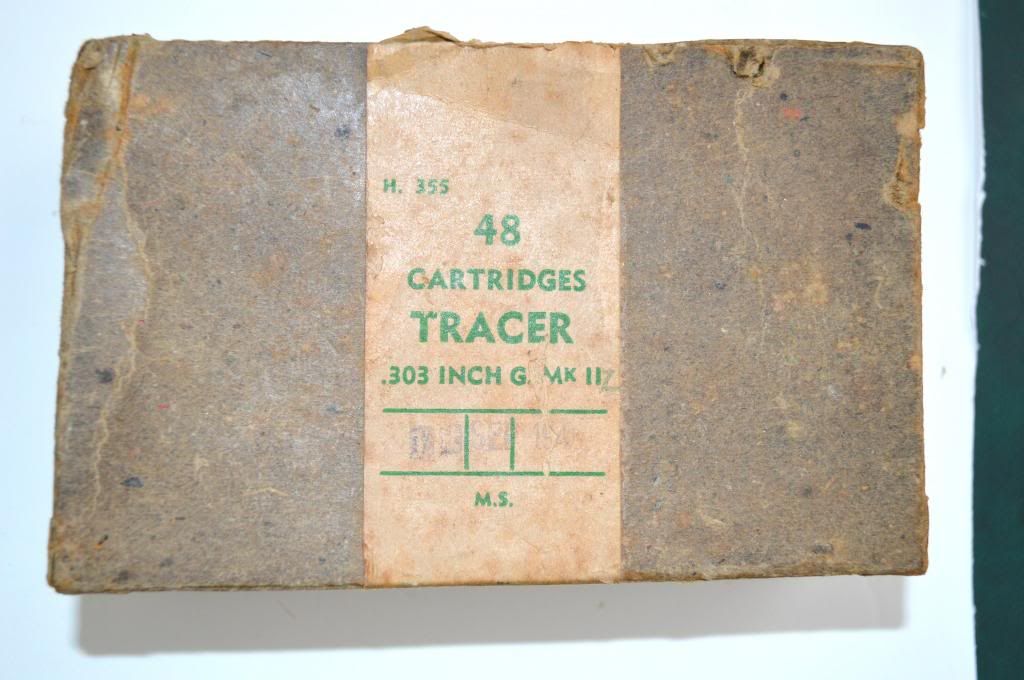 H. 355
48
CARTRIDGES
TRACER
.303 INCH G. MK II Z
M.S.